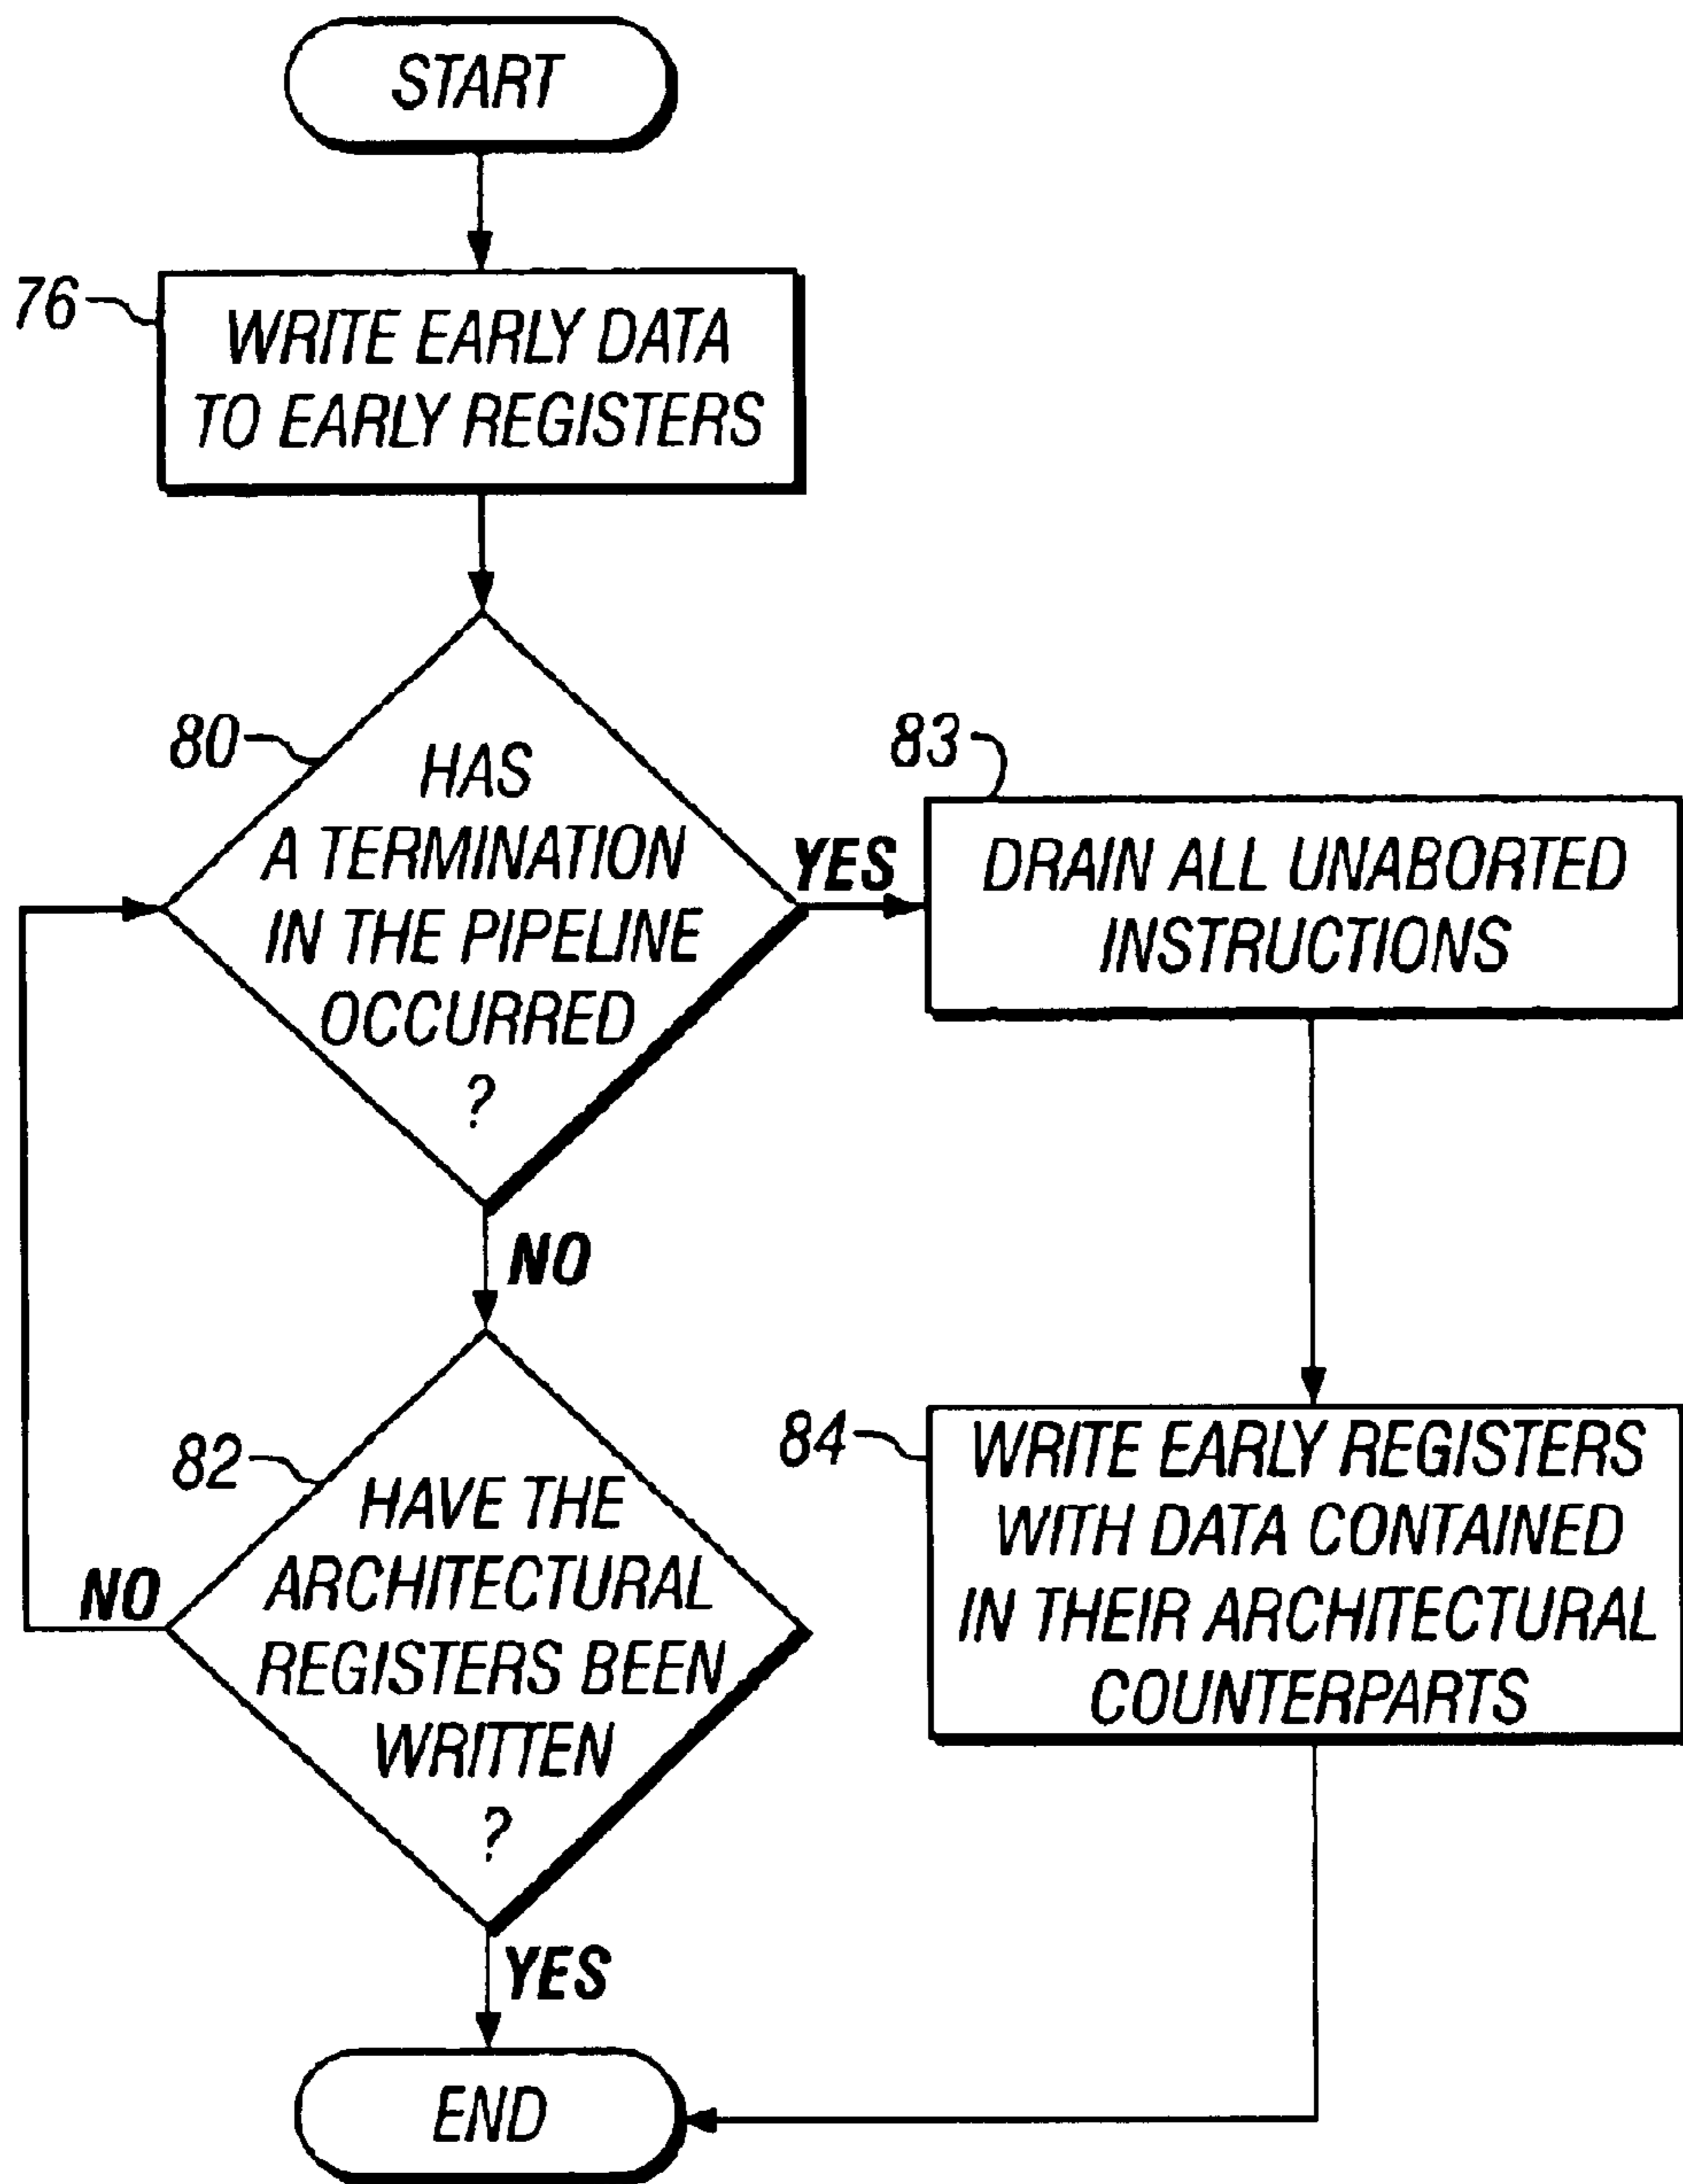 START
76
WRITE EARLY DATA
TO EARLY REGISTERS
80
HAS
A TERMINATION
IN THE PIPELINE
OCCURRED
?
YES
83
DRAIN ALL UNABORTED
INSTRUCTIONS
NO
82
HAVE THE
ARCHITECTURAL
REGISTERS BEEN
WRITTEN
?
NO
84
WRITE EARLY REGISTERS
WITH DATA CONTAINED
IN THEIR ARCHITECTURAL
COUNTERPARTS
YES
END